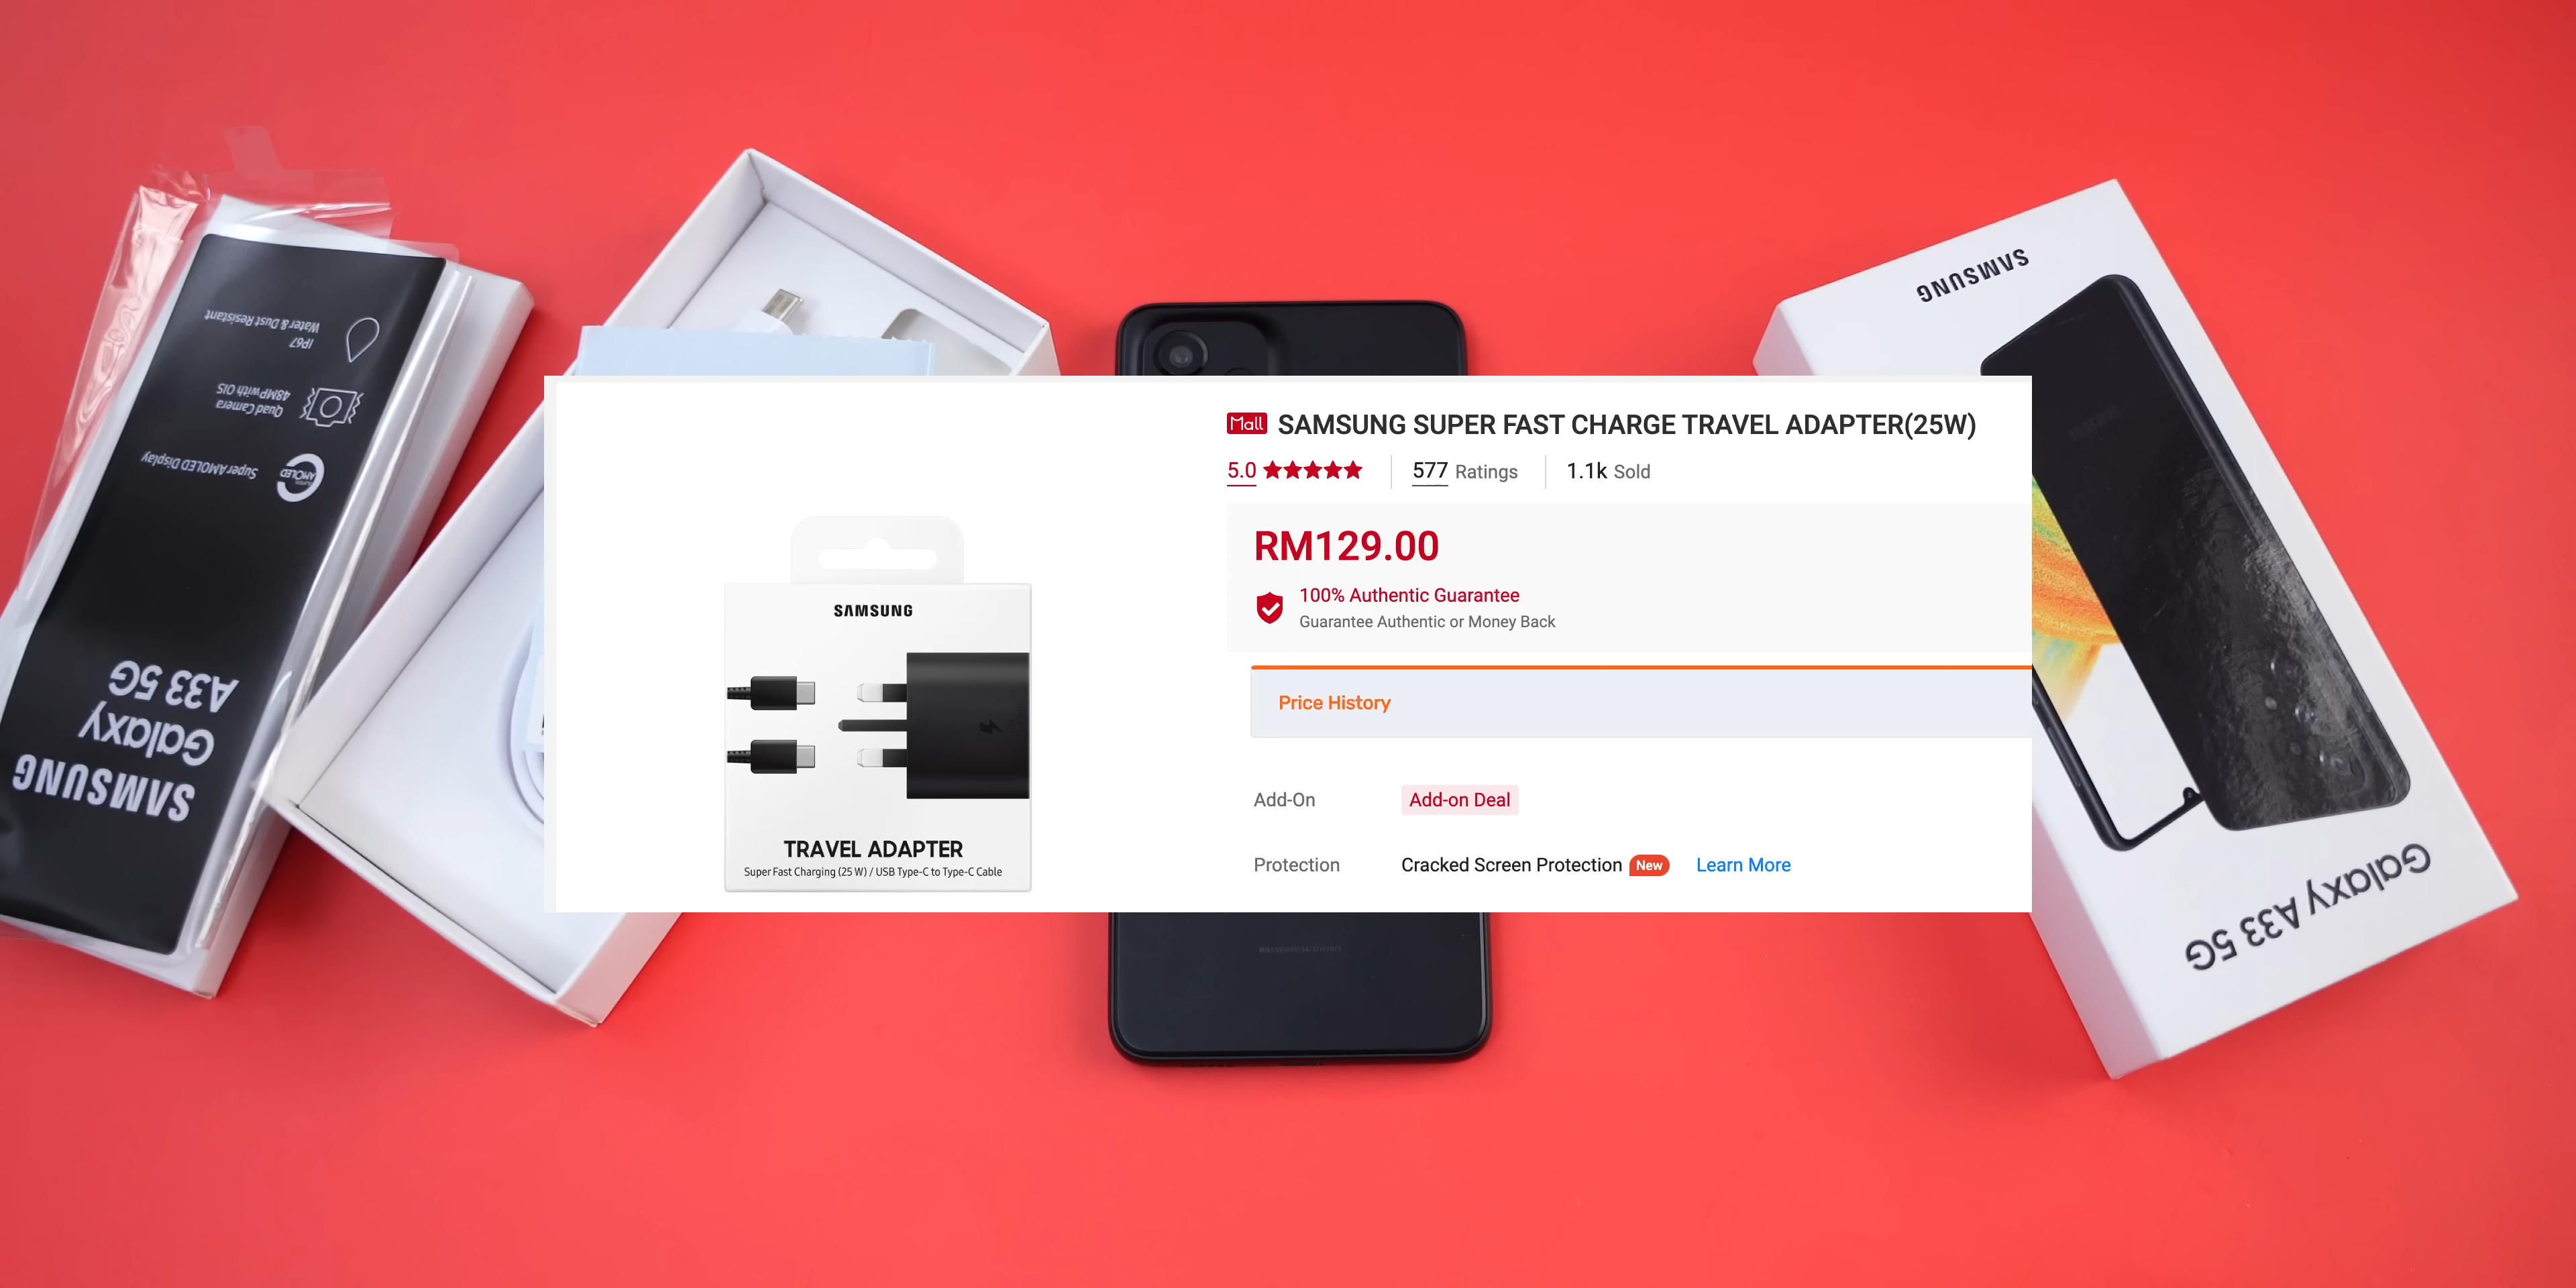 IP67
Water & Dust Resistant
Quad Camera
48MP with OIS
Super AMOLED Display
SUPER
AMOLED
SAMSUNG
Galaxy
A33 5G
Mall SAMSUNG SUPER FAST CHARGE TRAVEL ADAPTER(25W)
5.0 577 Ratings 1.1k Sold
RM129.00
100% Authentic Guarantee
Guarantee Authentic or Money Back
Price History
Add-On Add-on Deal
Protection Cracked Screen Protection New Learn More
SAMSUNG
TRAVEL ADAPTER
Super Fast Charging (25 W) / USB Type-C to Type-C Cable
SAMSUNG
SAMSUNG
Galaxy A33 5G